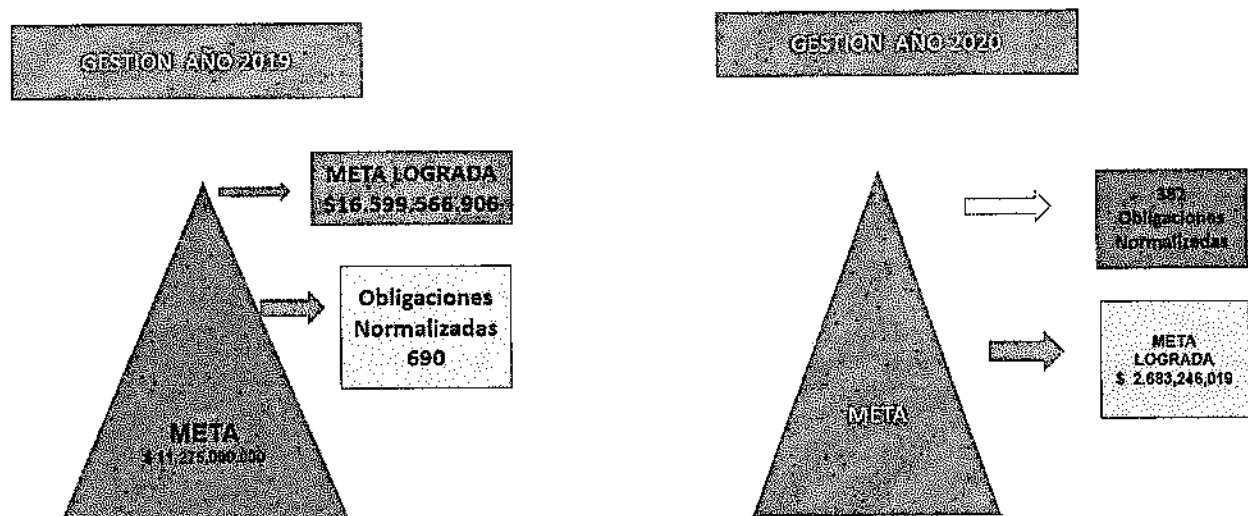 GESTION AÑO 2019
META LOGRADA
$16,599,566,906
Obligaciones
Normalizadas
690
META
GESTION AÑO 2020
Obligaciones
Normalizadas
META
LOGRADA
$ 2.683,246,019
META